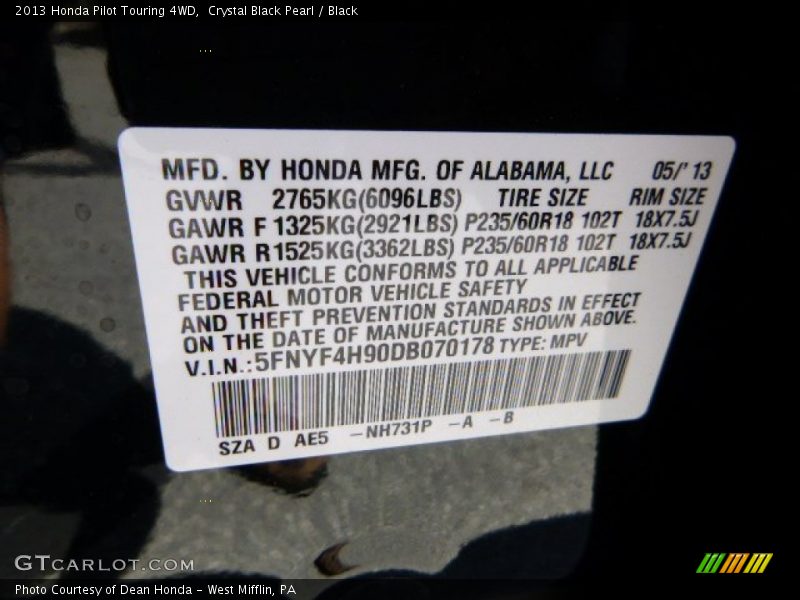 2013 Honda Pilot Touring 4WD,  Crystal Black Pearl / Black
MFD. BY HONDA MFG. OF ALABAMA, LLC 05/' 13
GVWR 2765KG(6096LBS) TIRE SIZE RIM SIZE
GAWR F 1325KG(2921LBS) P235/60R18 102T 18X7.5J
GAWR R 1525KG(3362LBS) P235/60R18 102T 18X7.5J
THIS VEHICLE CONFORMS TO ALL APPLICABLE
FEDERAL MOTOR VEHICLE SAFETY
AND THEFT PREVENTION STANDARDS IN EFFECT
ON THE DATE OF MANUFACTURE SHOWN ABOVE.
V.I.N.:5FNYF4H90DB070178 TYPE: MPV
SZA D AE5 -NH731P -A -B
GTCARLOT.COM
Photo Courtesy of Dean Honda - West Mifflin, PA